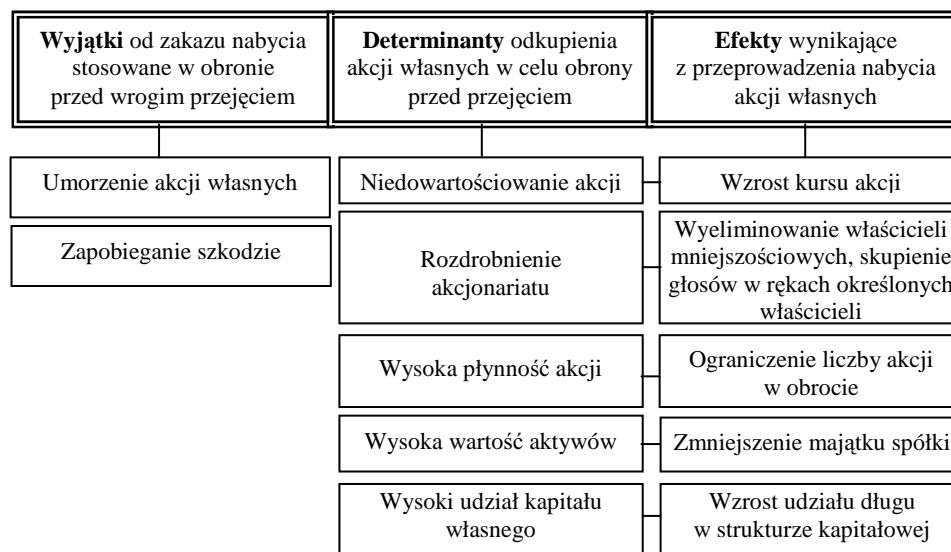 Wyjątki od zakazu nabycia
stosowane w obronie
przed wrogim przejęciem
Determinanty odkupienia
akcji własnych w celu obrony
przed przejęciem
Efekty wynikające
z przeprowadzenia nabycia
akcji własnych
Umorzenie akcji własnych
Niedowartościowanie akcji
Wzrost kursu akcji
Zapobieganie szkodzie
Rozdrobnienie
akcjonariatu
Wyeliminowanie właścicieli
mniejszościowych, skupienie
głosów w rękach określonych
właścicieli
Wysoka płynność akcji
Ograniczenie liczby akcji
w obrocie
Wysoka wartość aktywów
Zmniejszenie majątku spółki
Wysoki udział kapitału
własnego
Wzrost udziału długu
w strukturze kapitałowej